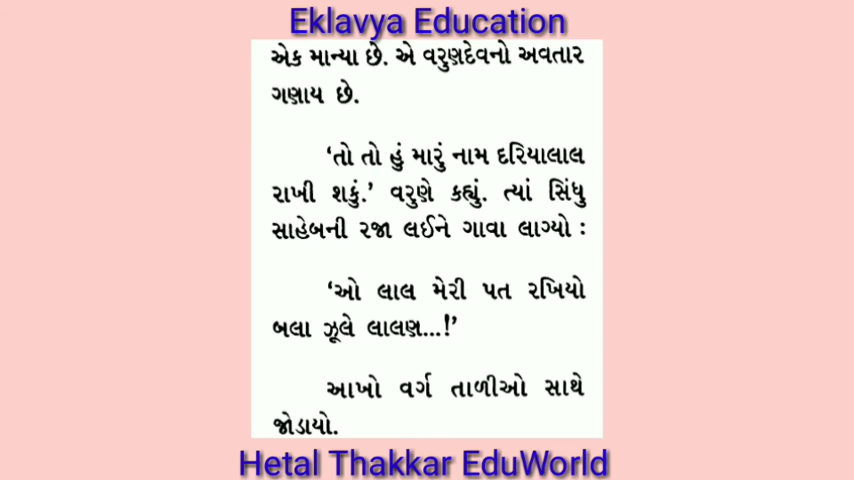 Eklavya Education
એક માન્યા છે. એ વરુણદેવનો અવતાર
ગણાય છે.
‘તો તો હું મારું નામ દરિયાલાલ
રાખી શકું.’ વરુણે કહ્યું. ત્યાં સિંધુ
સાહેબની રજા લઈને ગાવા લાગ્યો :
‘ઓ લાલ મેરી પત રખિયો
બલા ઝૂલે લાલણ...!’
આખો વર્ગ તાળીઓ સાથે
જોડાયો.
Hetal Thakkar EduWorld